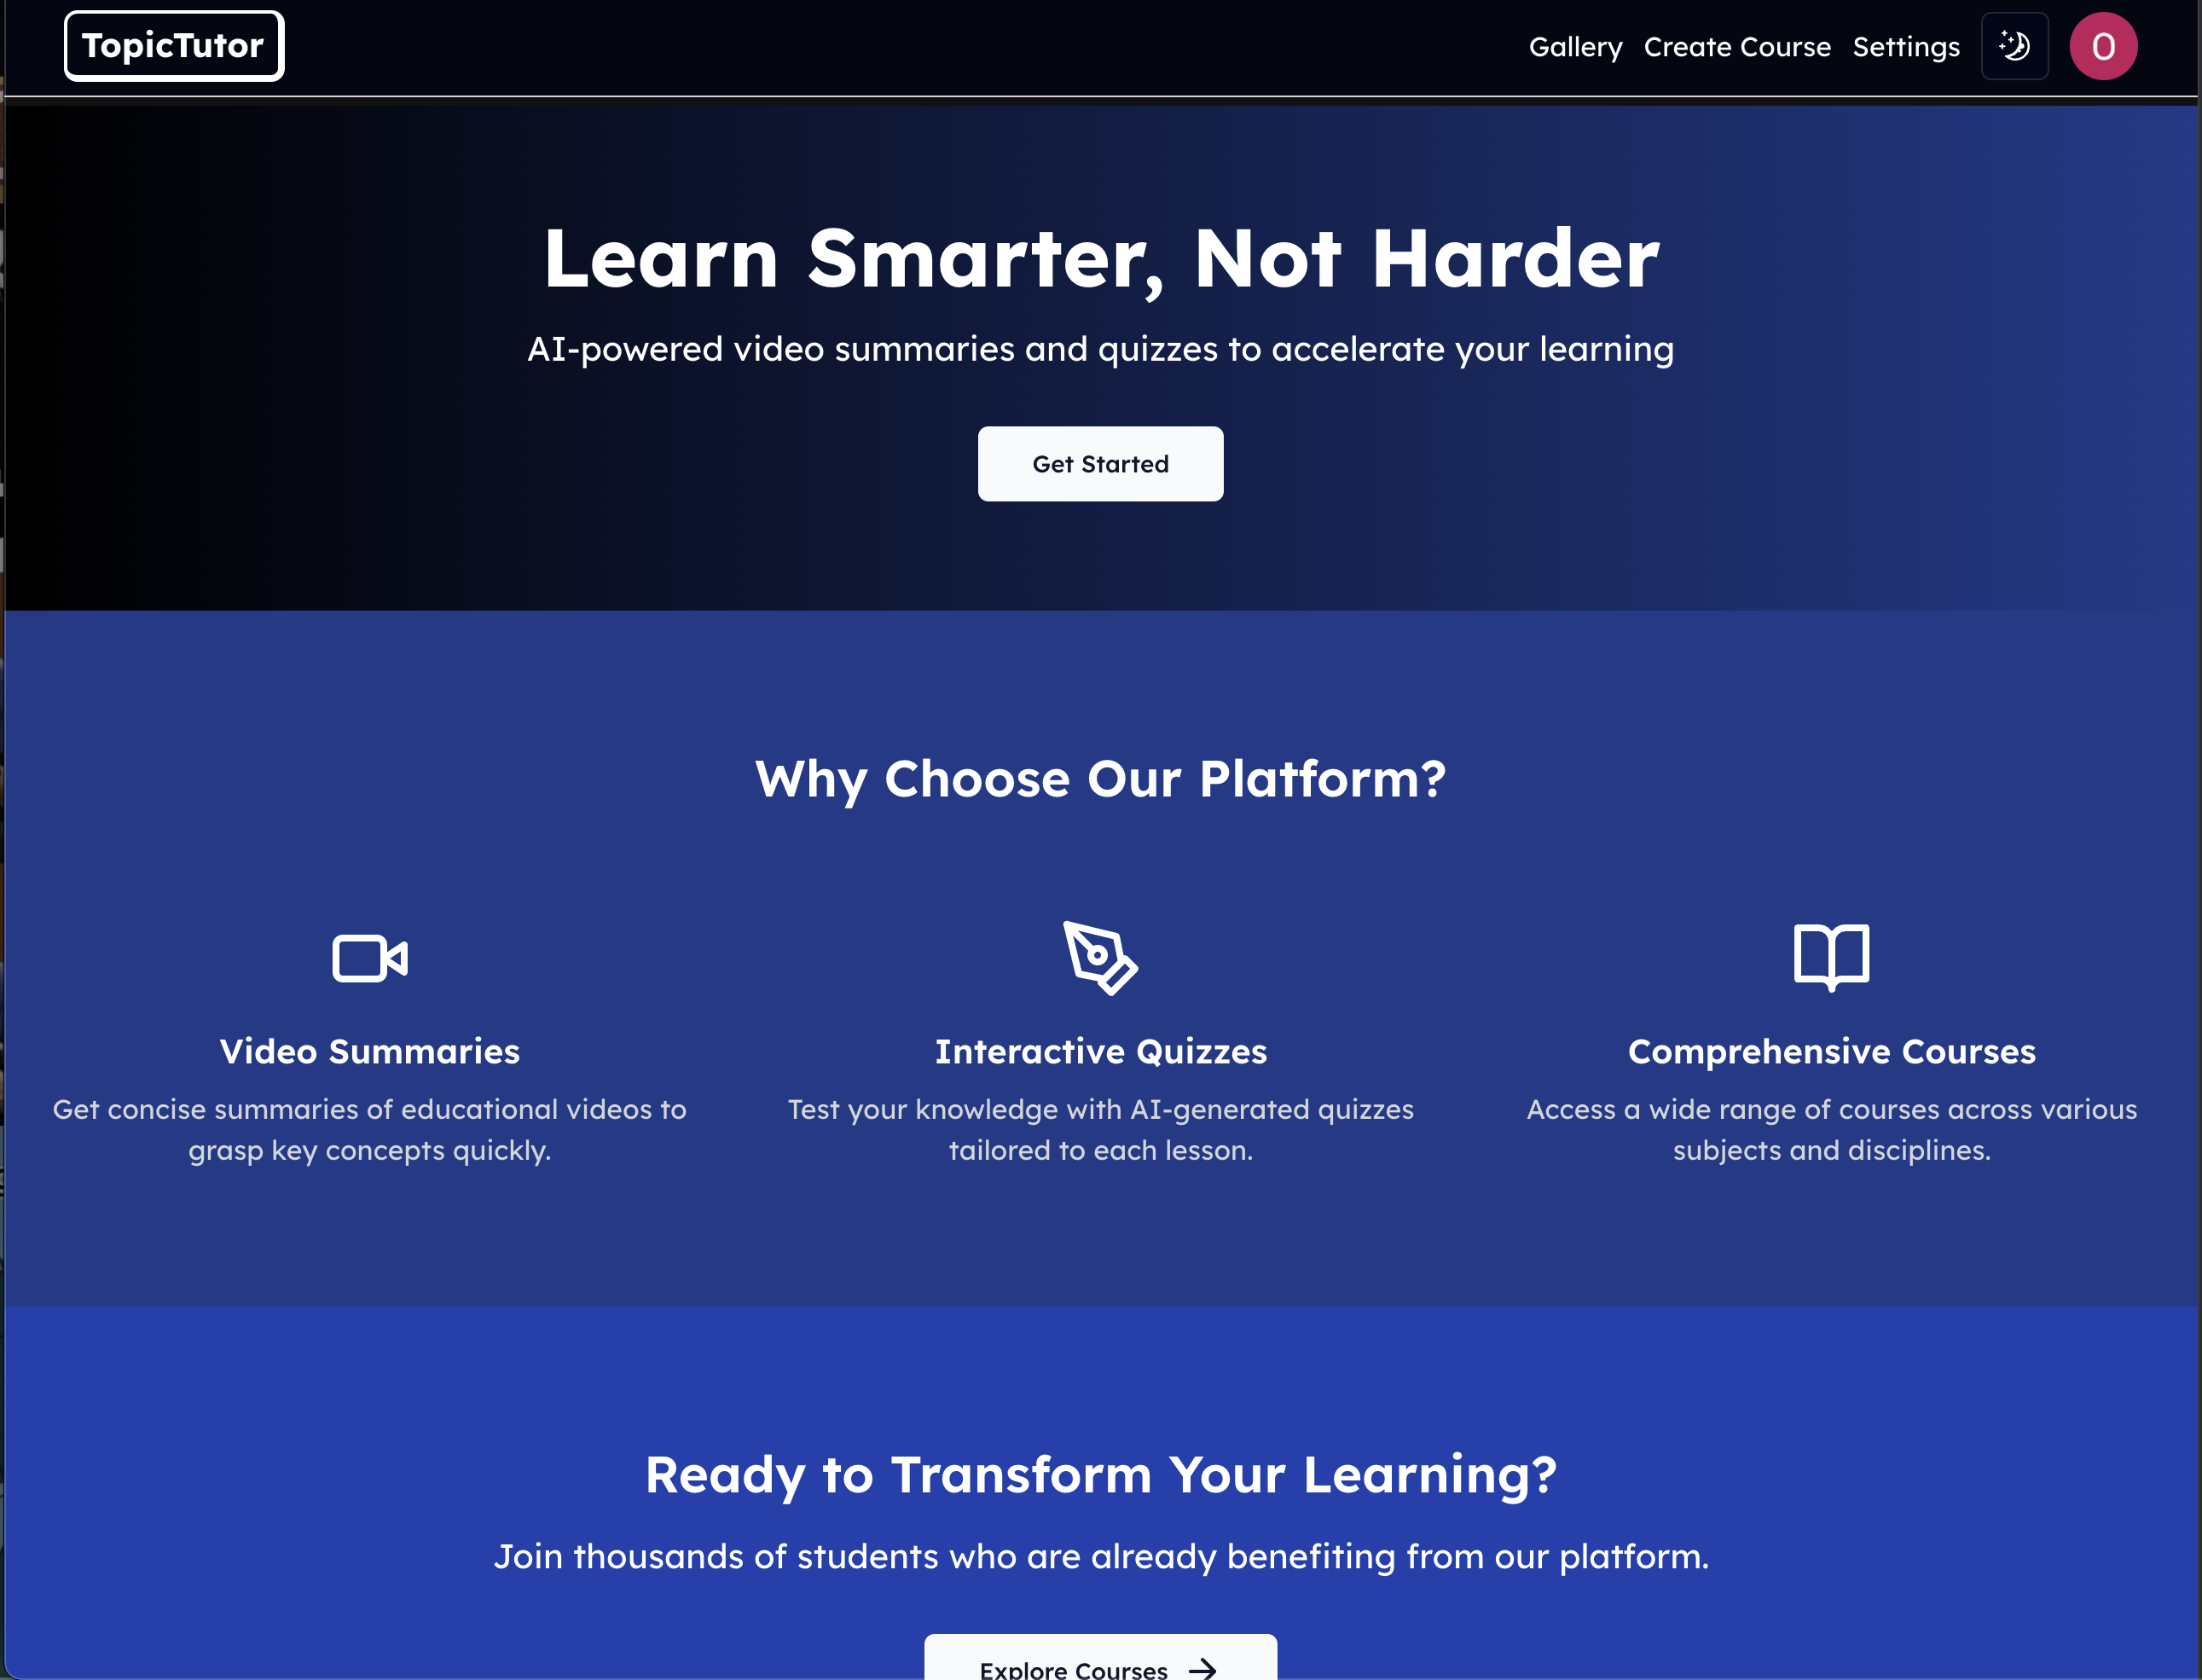 TopicTutor
Gallery Create Course Settings
O
Learn Smarter, Not Harder
AI-powered video summaries and quizzes to accelerate your learning
Get Started
Why Choose Our Platform?
Video Summaries
Get concise summaries of educational videos to
grasp key concepts quickly.
Interactive Quizzes
Test your knowledge with AI-generated quizzes
tailored to each lesson.
Comprehensive Courses
Access a wide range of courses across various
subjects and disciplines.
Ready to Transform Your Learning?
Join thousands of students who are already benefiting from our platform.
Explore Courses